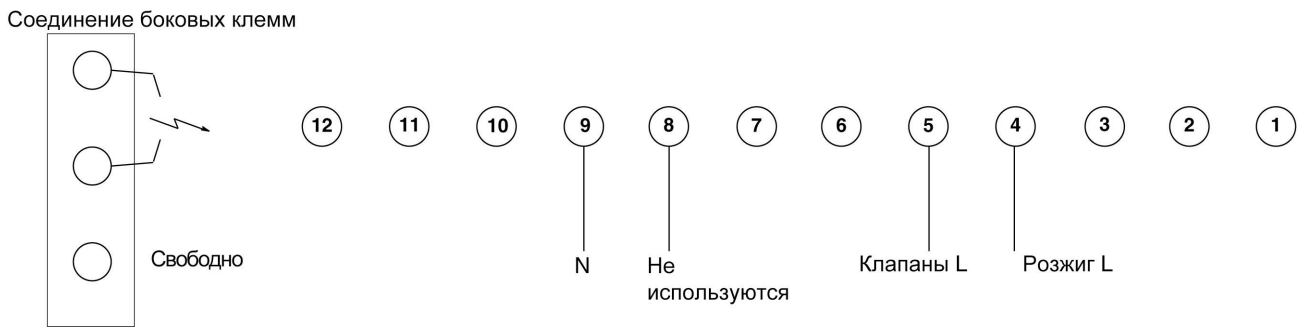 Соединение боковых клемм
12 11 10 9 8 7 6 5 4 3 2 1
Свободно
N
Не
используются
Клапаны L
Розжиг L